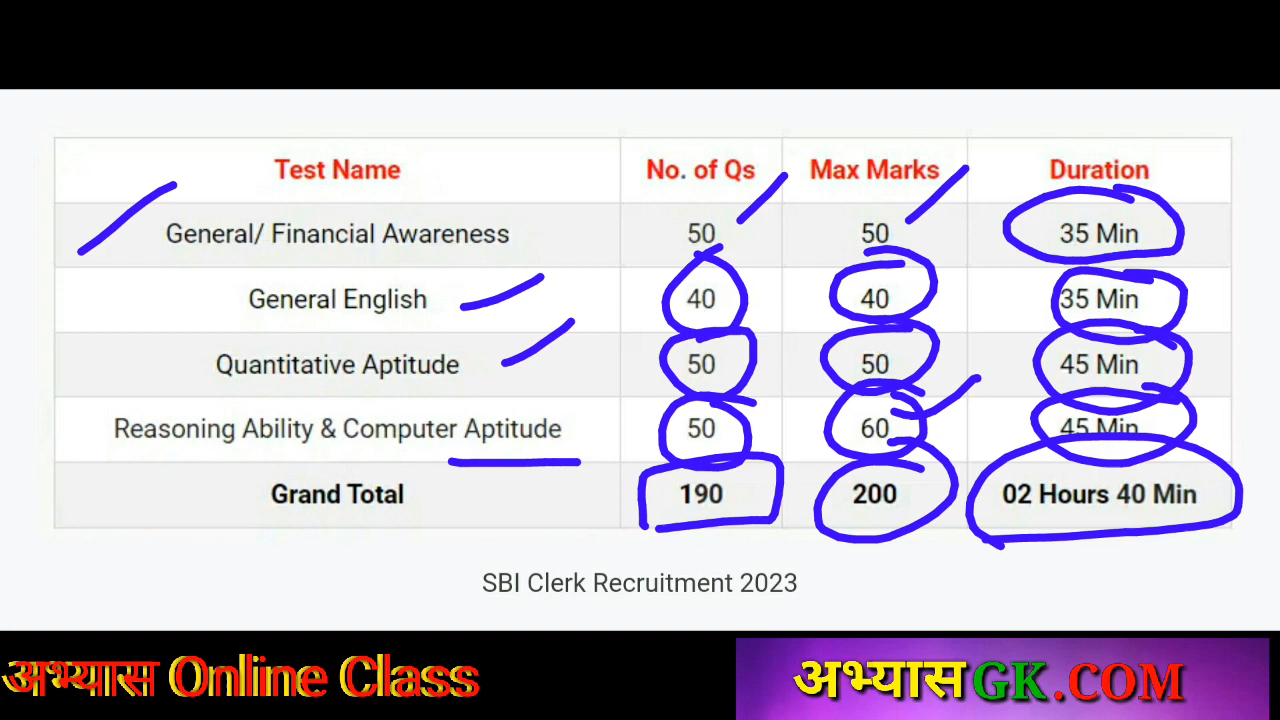 Test Name No. of Qs Max Marks Duration
General/ Financial Awareness 50 50 35 Min
General English 40 40 35 Min
Quantitative Aptitude 50 50 45 Min
Reasoning Ability & Computer Aptitude 50 60 45 Min
Grand Total 190 200 02 Hours 40 Min
SBI Clerk Recruitment 2023
अभ्यास Online Class
अभ्यास GK.COM